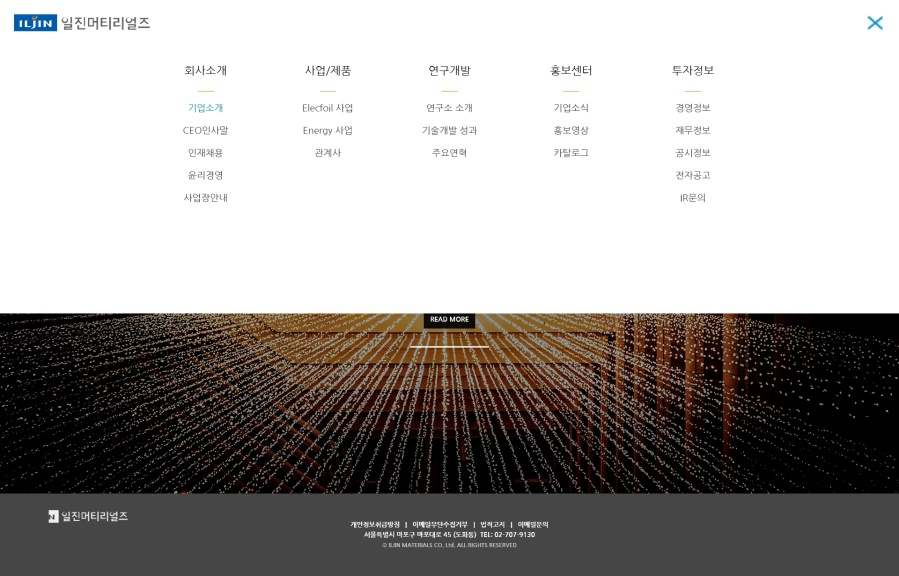 ILJIN 일진머티리얼즈
회사소개 사업/제품 연구개발 홍보센터 투자정보
기업소개 Elecfoil 사업 연구소 소개 기업소식 경영정보
CEO인사말 Energy 사업 기술개발 성과 홍보영상 재무정보
인재채용 관계사 주요연혁 카탈로그 공시정보
윤리경영 전자공고
사업장안내 IR문의
READ MORE
일진머티리얼즈
개인정보취급방침 | 이메일무단수집거부 | 법적고지 | 이메일문의
서울특별시 마포구 마포대로 45 (도화동) TEL: 02-707-9130
© ILJIN MATERIALS CO, Ltd, ALL RIGHTS RESERVED